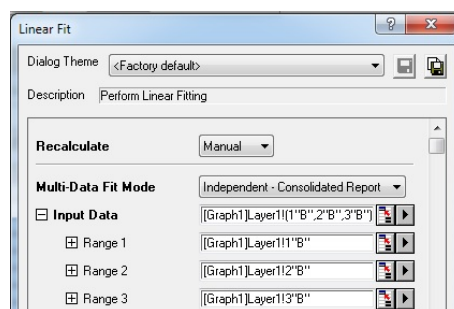 Linear Fit
Dialog Theme <Factory default>
Description Perform Linear Fitting
Recalculate Manual
Multi-Data Fit Mode Independent - Consolidated Report
Input Data [Graph1]Layer1!(1"B",2"B",3"B")
Range 1 [Graph1]Layer1!1"B"
Range 2 [Graph1]Layer1!2"B"
Range 3 [Graph1]Layer1!3"B"